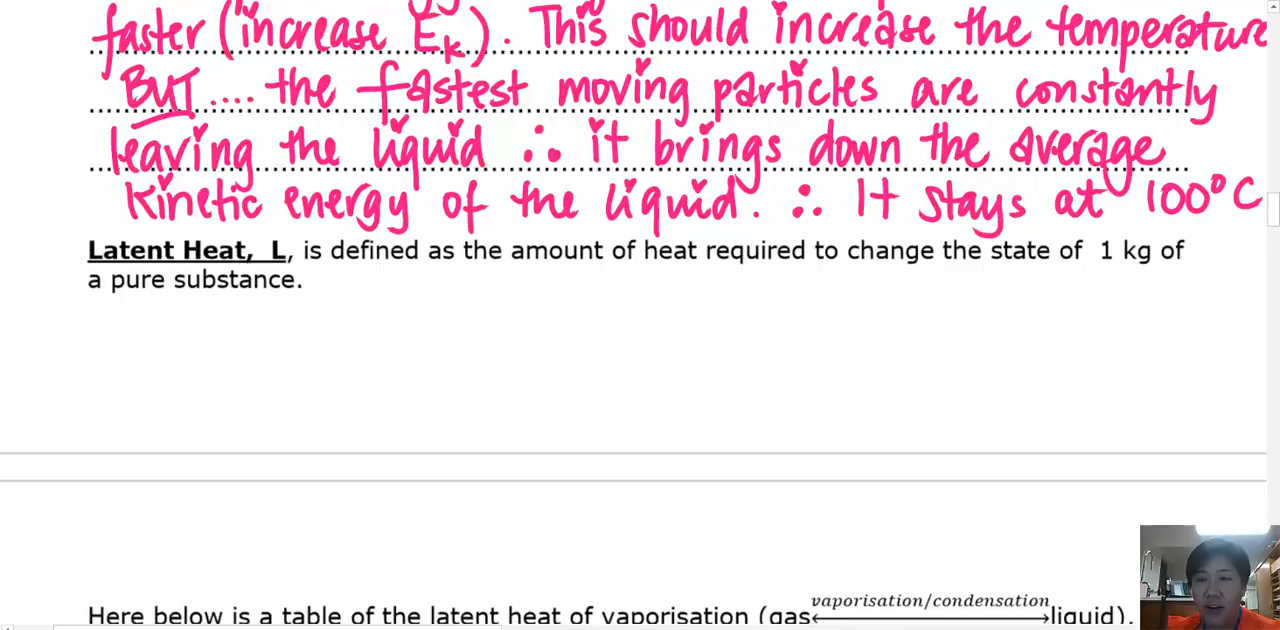 faster (increase Ek). This should increase the temperature
BUT .... the fastest moving particles are constantly
leaving the liquid ∴ it brings down the average
kinetic energy of the liquid. ∴ It stays at 100°C
Latent Heat, L, is defined as the amount of heat required to change the state of 1 kg of
a pure substance.
vaporisation/condensation
Here below is a table of the latent heat of vaporisation (gas⟷liquid).